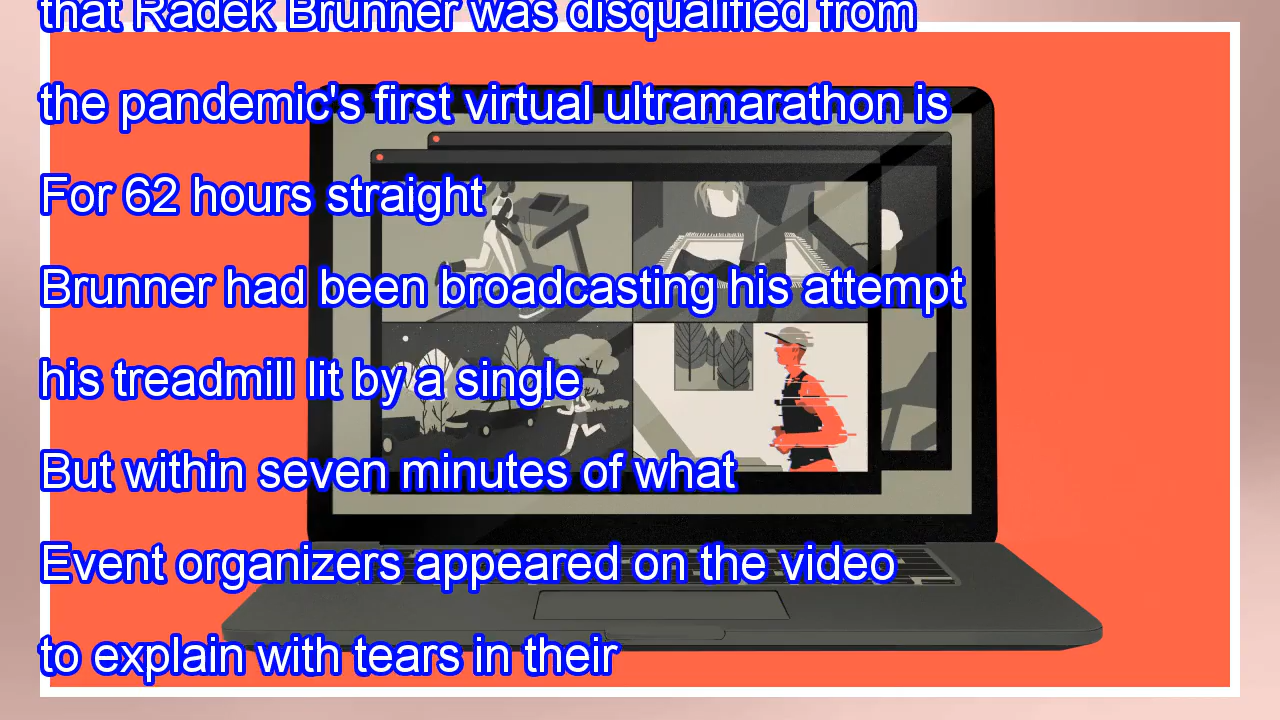 that Radek Brunner was disqualified from
the pandemic's first virtual ultramarathon is
For 62 hours straight
Brunner had been broadcasting his attempt
his treadmill lit by a single
But within seven minutes of what
Event organizers appeared on the video
to explain with tears in their